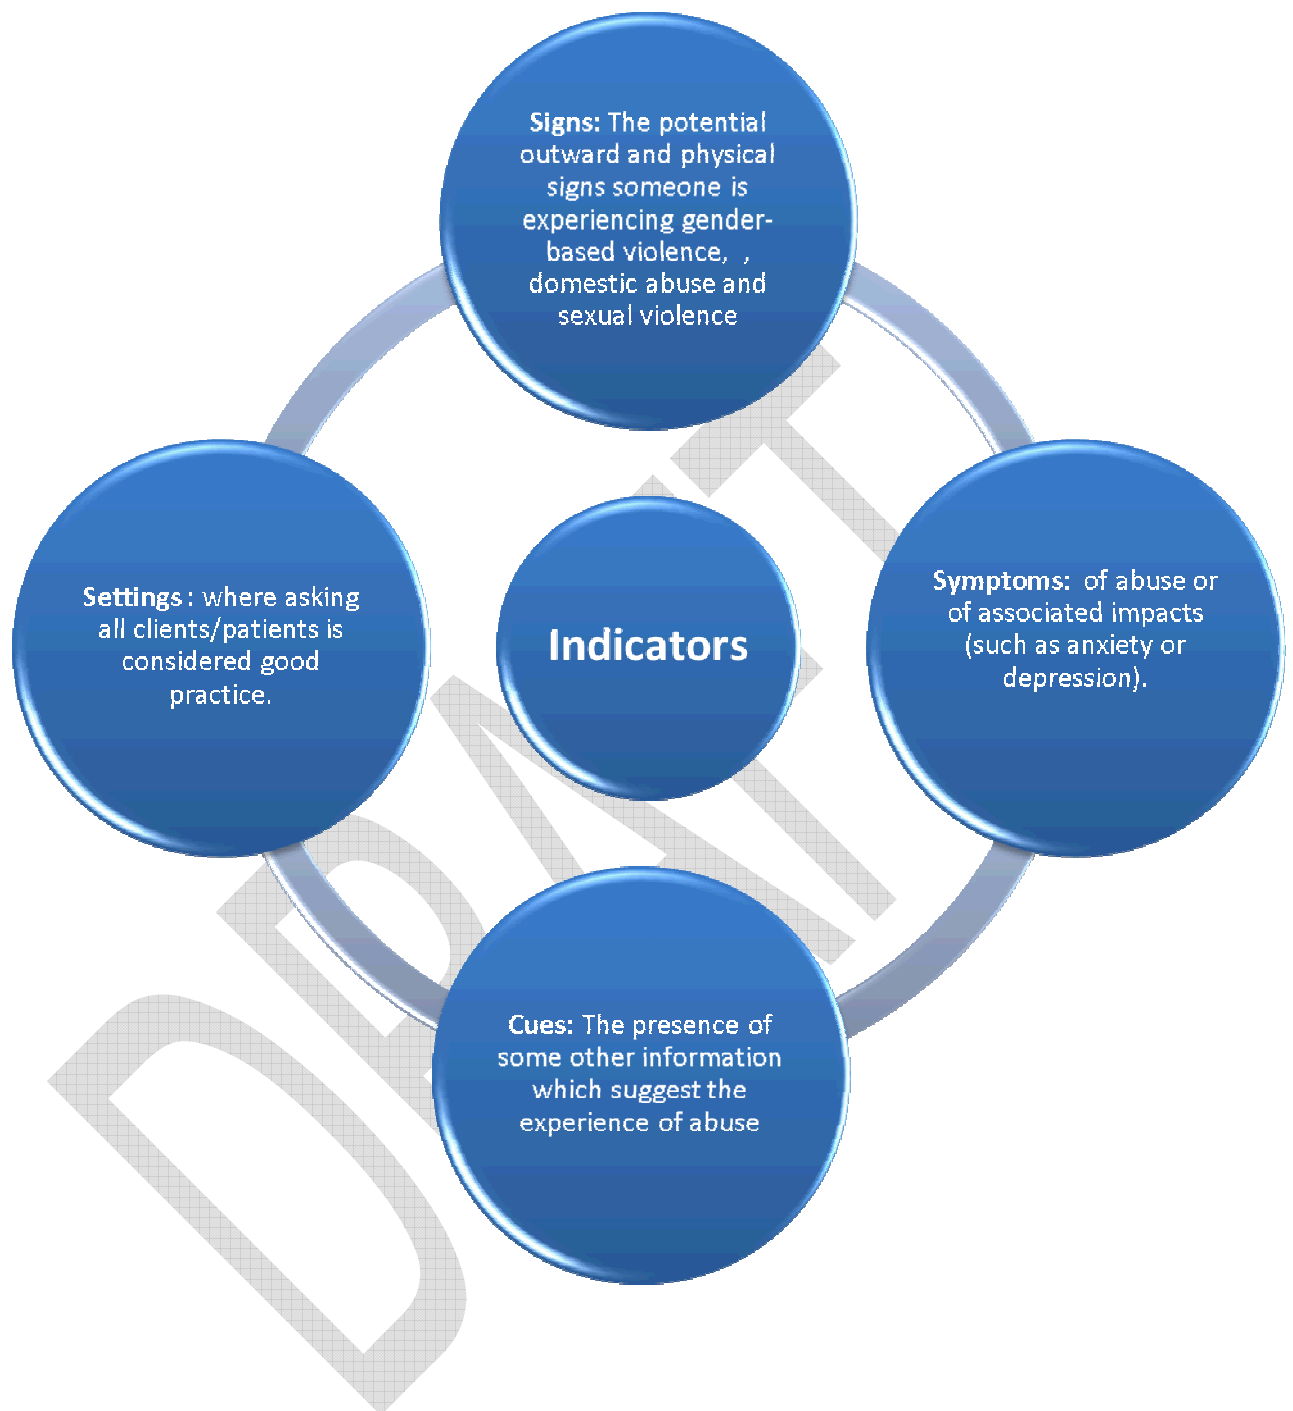 Signs: The potential
outward and physical
signs someone is
experiencing gender-
based violence,  ,
domestic abuse and
sexual violence
Settings : where asking
all clients/patients is
considered good
practice.
Indicators
Symptoms:  of abuse or
of associated impacts
(such as anxiety or
depression).
Cues: The presence of
some other information
which suggest the
experience of abuse
DRAFT